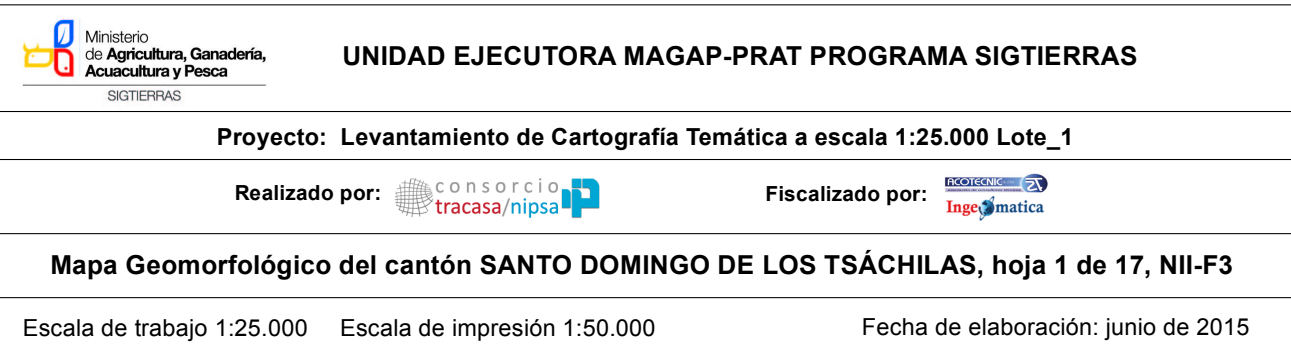 Ministerio
de Agricultura, Ganadería,
Acuacultura y Pesca
SIGTIERRAS
UNIDAD EJECUTORA MAGAP-PRAT PROGRAMA SIGTIERRAS
Proyecto: Levantamiento de Cartografía Temática a escala 1:25.000 Lote_1
Realizado por:
consorcio
tracasa/nipsa
Fiscalizado por:
ACOTECNIC
Ingeomatica
Mapa Geomorfológico del cantón SANTO DOMINGO DE LOS TSÁCHILAS, hoja 1 de 17, NII-F3
Escala de trabajo 1:25.000 Escala de impresión 1:50.000 Fecha de elaboración: junio de 2015